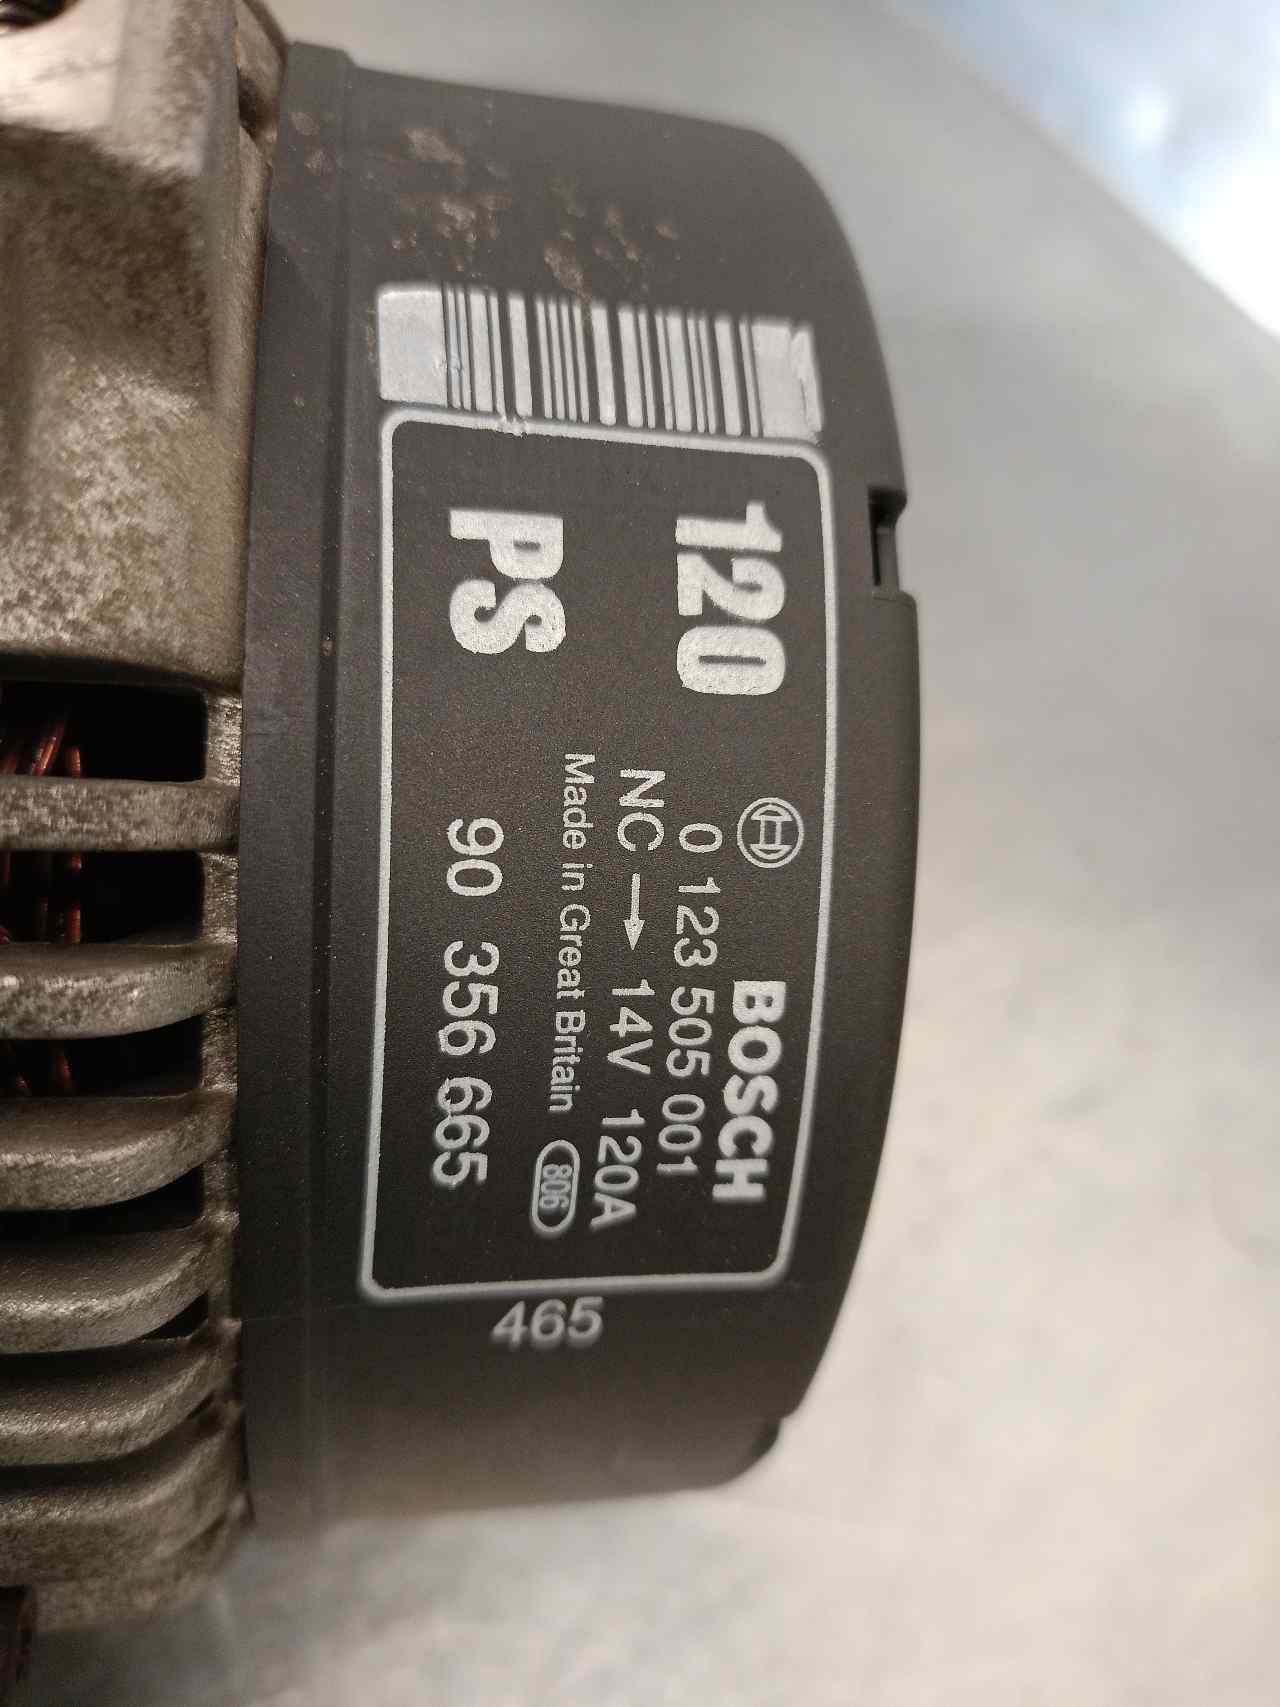 120
PS
BOSCH
0 123 505 001
NC → 14V 120A
Made in Great Britain 806
90 356 665
465